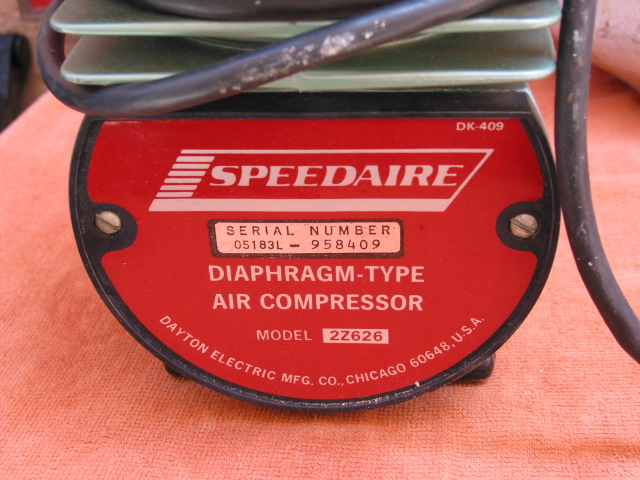 DK-409
SPEEDAIRE
SERIAL NUMBER
05183L - 958409
DIAPHRAGM-TYPE
AIR COMPRESSOR
MODEL 2Z626
DAYTON ELECTRIC MFG. CO., CHICAGO 60648, U.S.A.